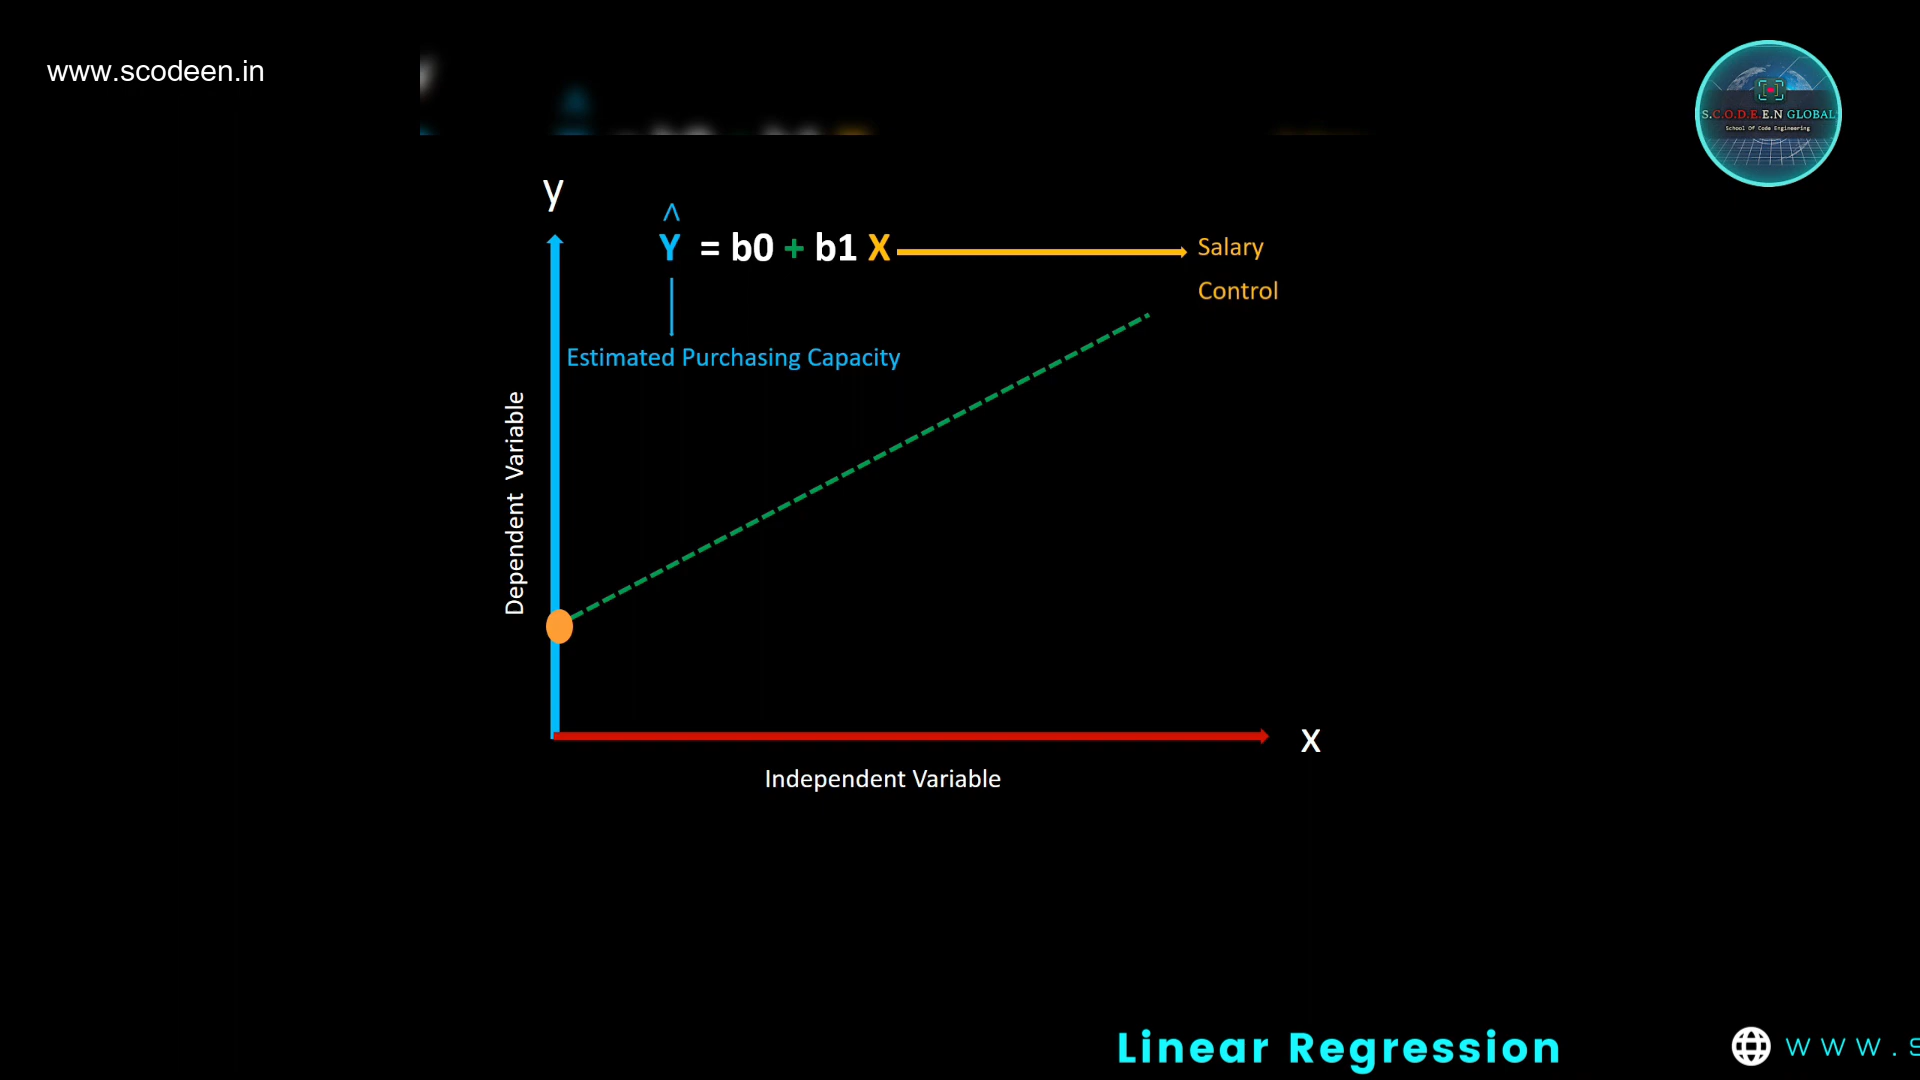 www.scodeen.in
S.C.O.D.E.E.N GLOBAL
School Of Code Engineering
y
^
Y = b0 + b1 X
Salary
Control
Estimated Purchasing Capacity
Dependent Variable
x
Independent Variable
Linear Regression
www.s